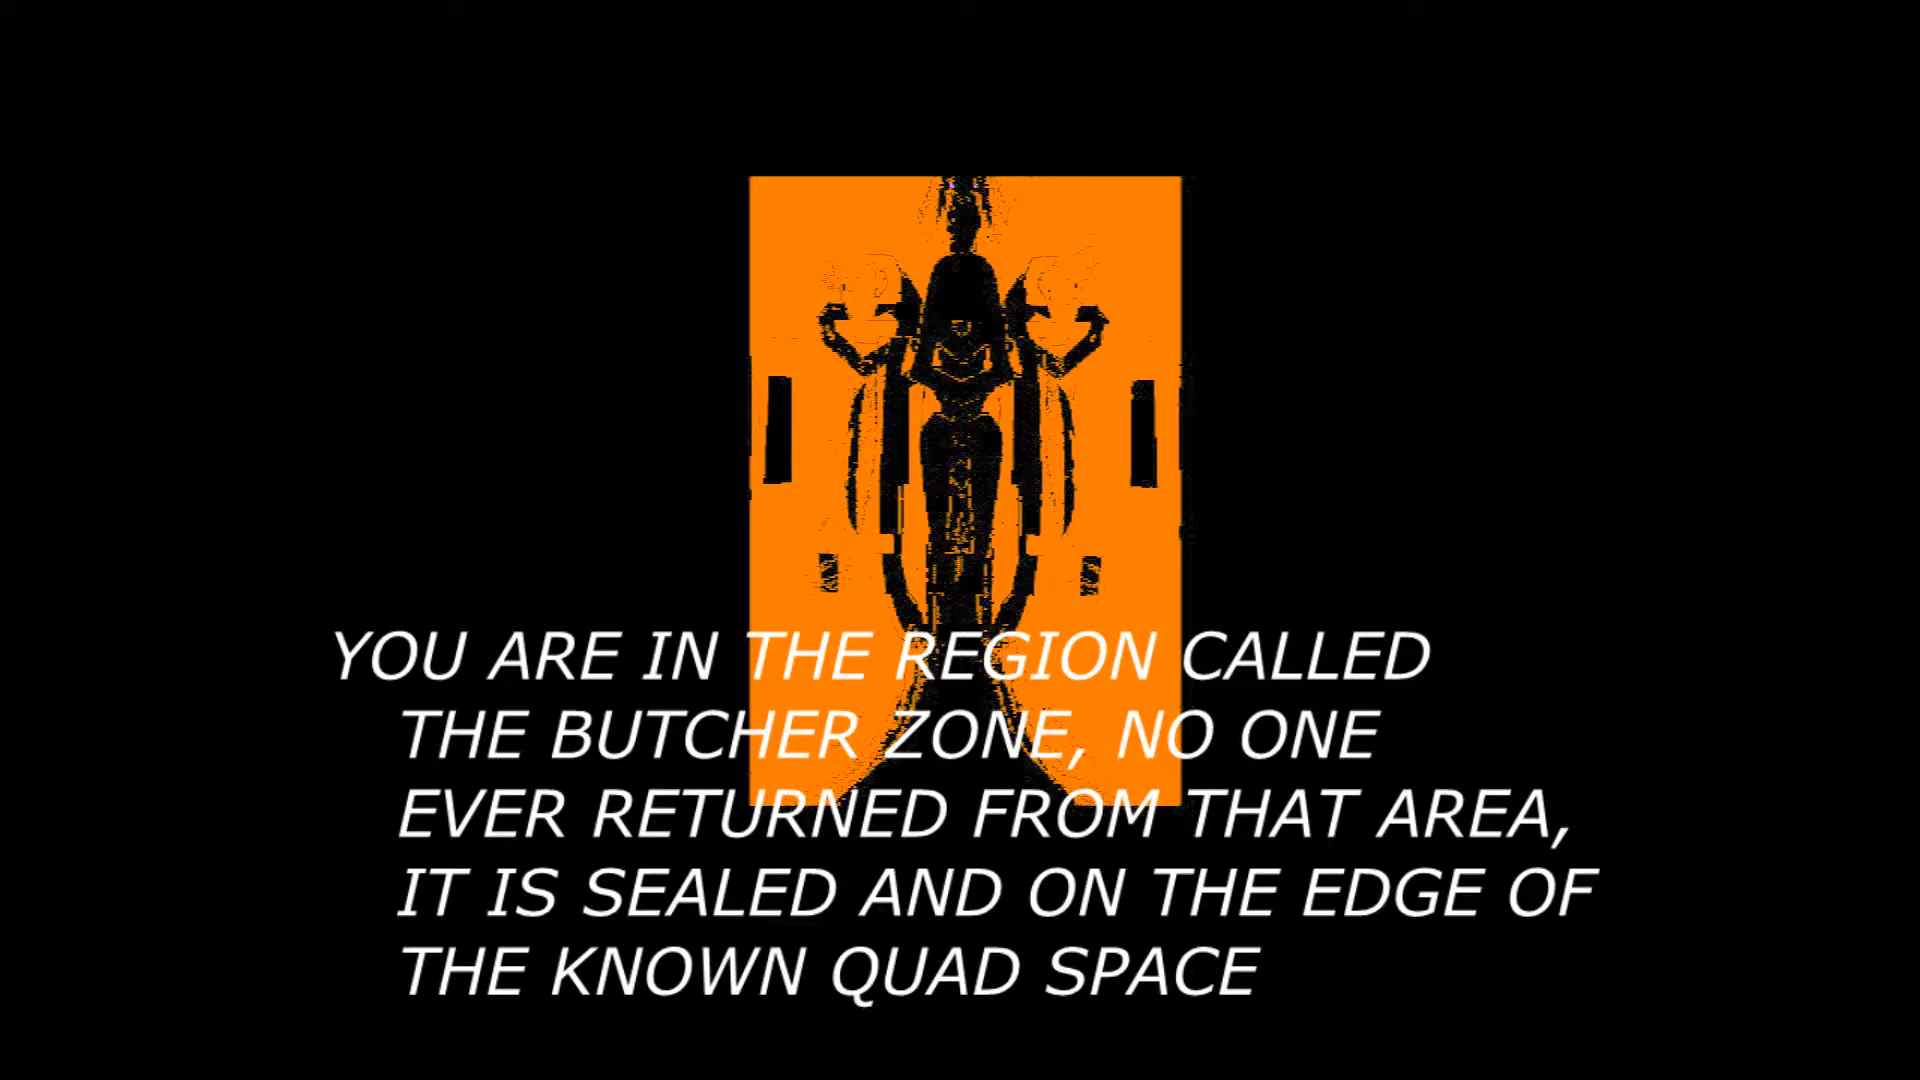 YOU ARE IN THE REGION CALLED
THE BUTCHER ZONE, NO ONE
EVER RETURNED FROM THAT AREA,
IT IS SEALED AND ON THE EDGE OF
THE KNOWN QUAD SPACE